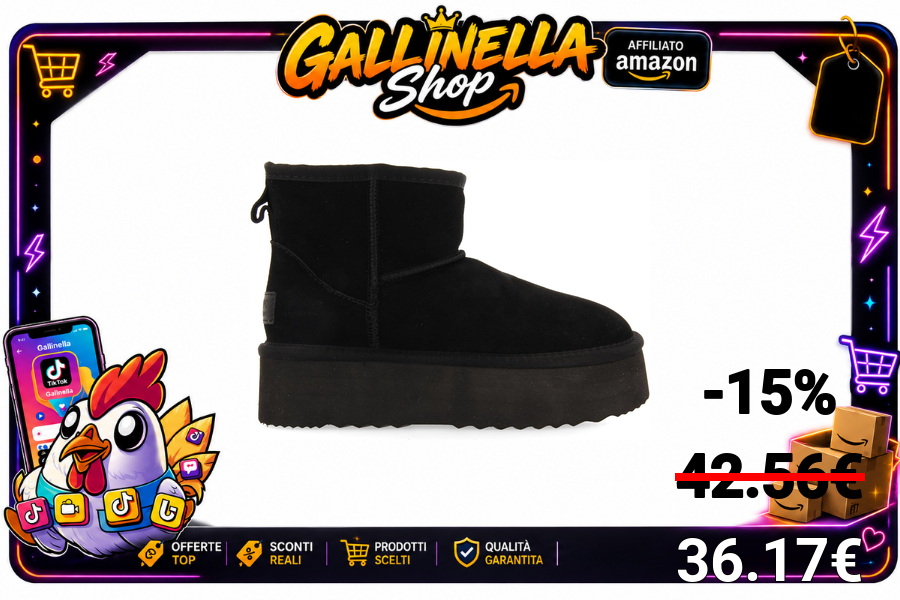 GALLINELLA
Shop
AFFILIATO
amazon
Gallinella
TikTok
Gallinella
-15%
42.56€
36.17€
OFFERTE
TOP
SCONTI
REALI
PRODOTTI
SCELTI
QUALITÀ
GARANTITA